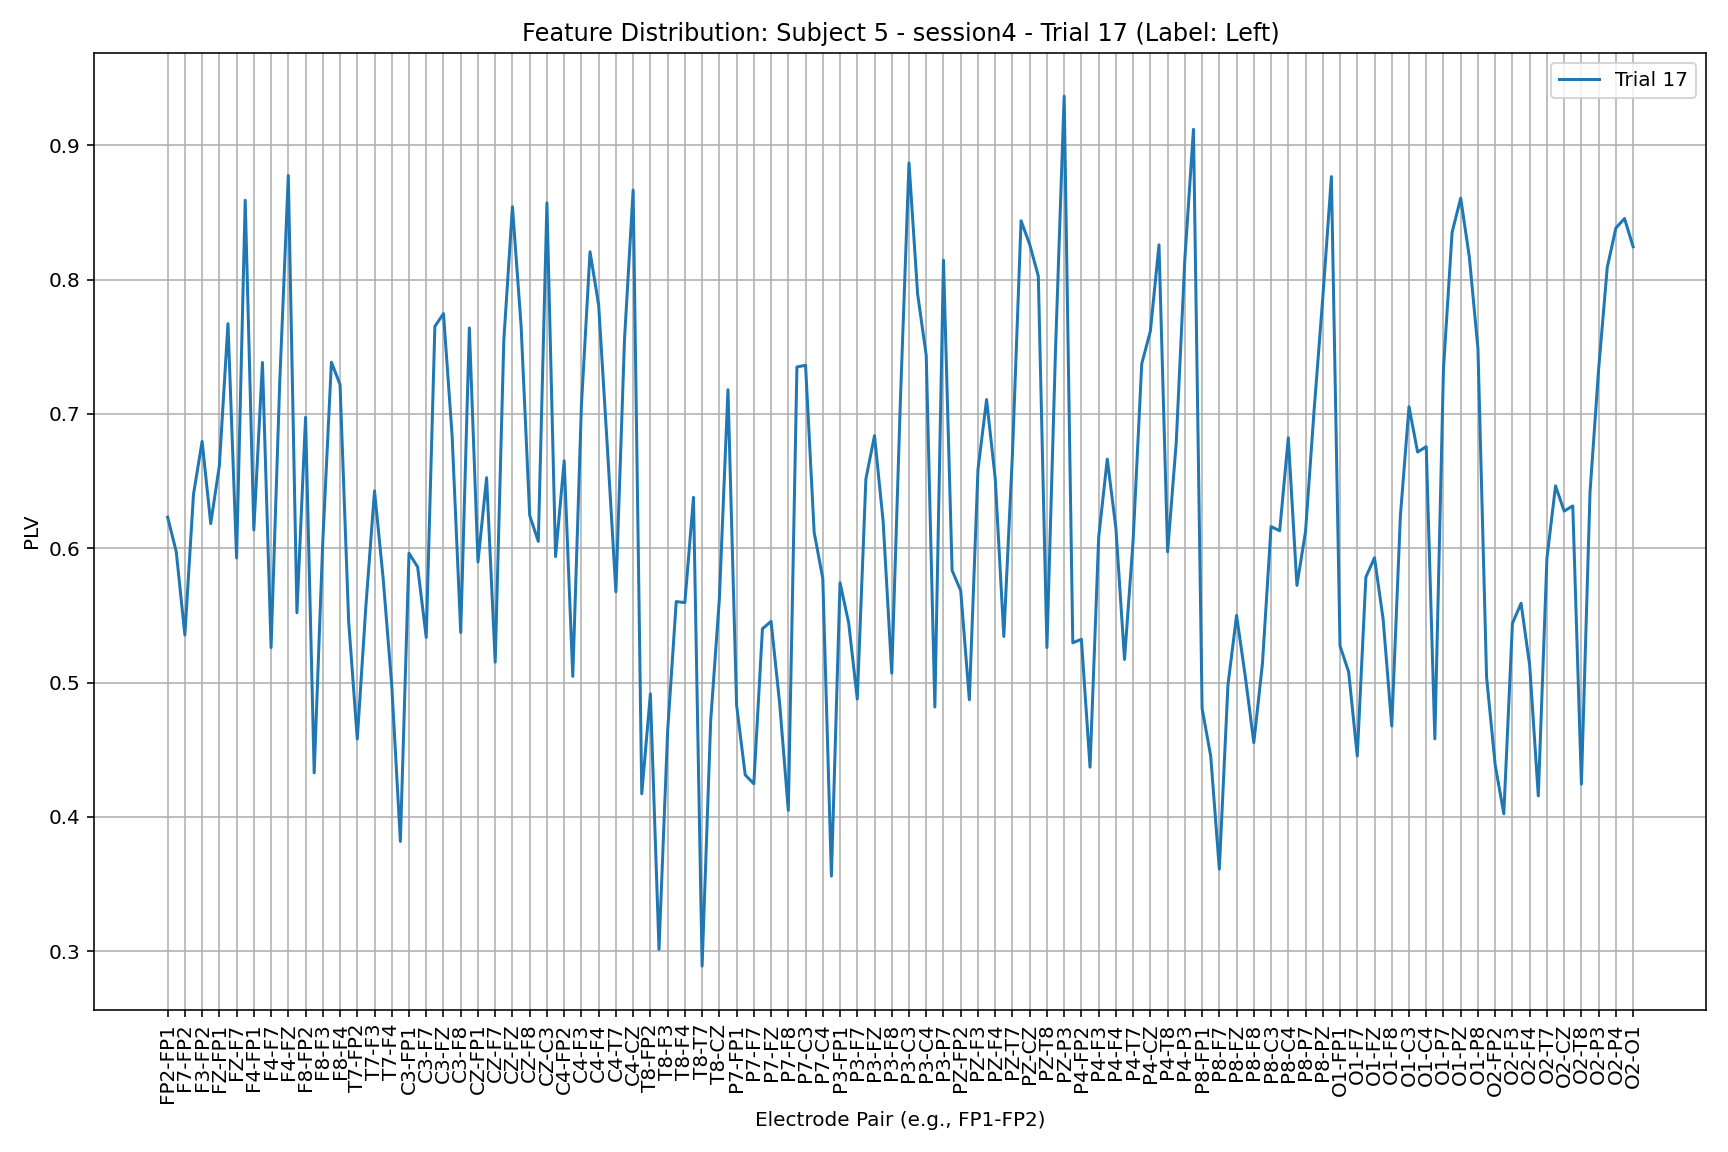 Feature Distribution: Subject 5 - session4 - Trial 17 (Label: Left)
Trial 17
PLV
0.9
0.8
0.7
0.6
0.5
0.4
0.3
FP2-FP1
F7-FP2
F3-FP2
FZ-FP1
FZ-F7
F4-FP1
F4-F7
F4-FZ
F8-FP2
F8-F3
F8-F4
T7-FP2
T7-F3
T7-F4
C3-FP1
C3-F7
C3-FZ
C3-F8
CZ-FP1
CZ-F7
CZ-FZ
CZ-F8
CZ-C3
C4-FP2
C4-F3
C4-F4
C4-T7
C4-CZ
T8-FP2
T8-F3
T8-F4
T8-T7
T8-CZ
P7-FP1
P7-F7
P7-FZ
P7-F8
P7-C3
P7-C4
P3-FP1
P3-F7
P3-FZ
P3-F8
P3-C3
P3-C4
P3-P7
PZ-FP2
PZ-F3
PZ-F4
PZ-T7
PZ-CZ
PZ-T8
PZ-P3
P4-FP2
P4-F3
P4-F4
P4-T7
P4-CZ
P4-T8
P4-P3
P8-FP1
P8-F7
P8-FZ
P8-F8
P8-C3
P8-C4
P8-P7
P8-PZ
O1-FP1
O1-F7
O1-FZ
O1-F8
O1-C3
O1-C4
O1-P7
O1-PZ
O1-P8
O2-FP2
O2-F3
O2-F4
O2-T7
O2-CZ
O2-T8
O2-P3
O2-P4
O2-O1
Electrode Pair (e.g., FP1-FP2)